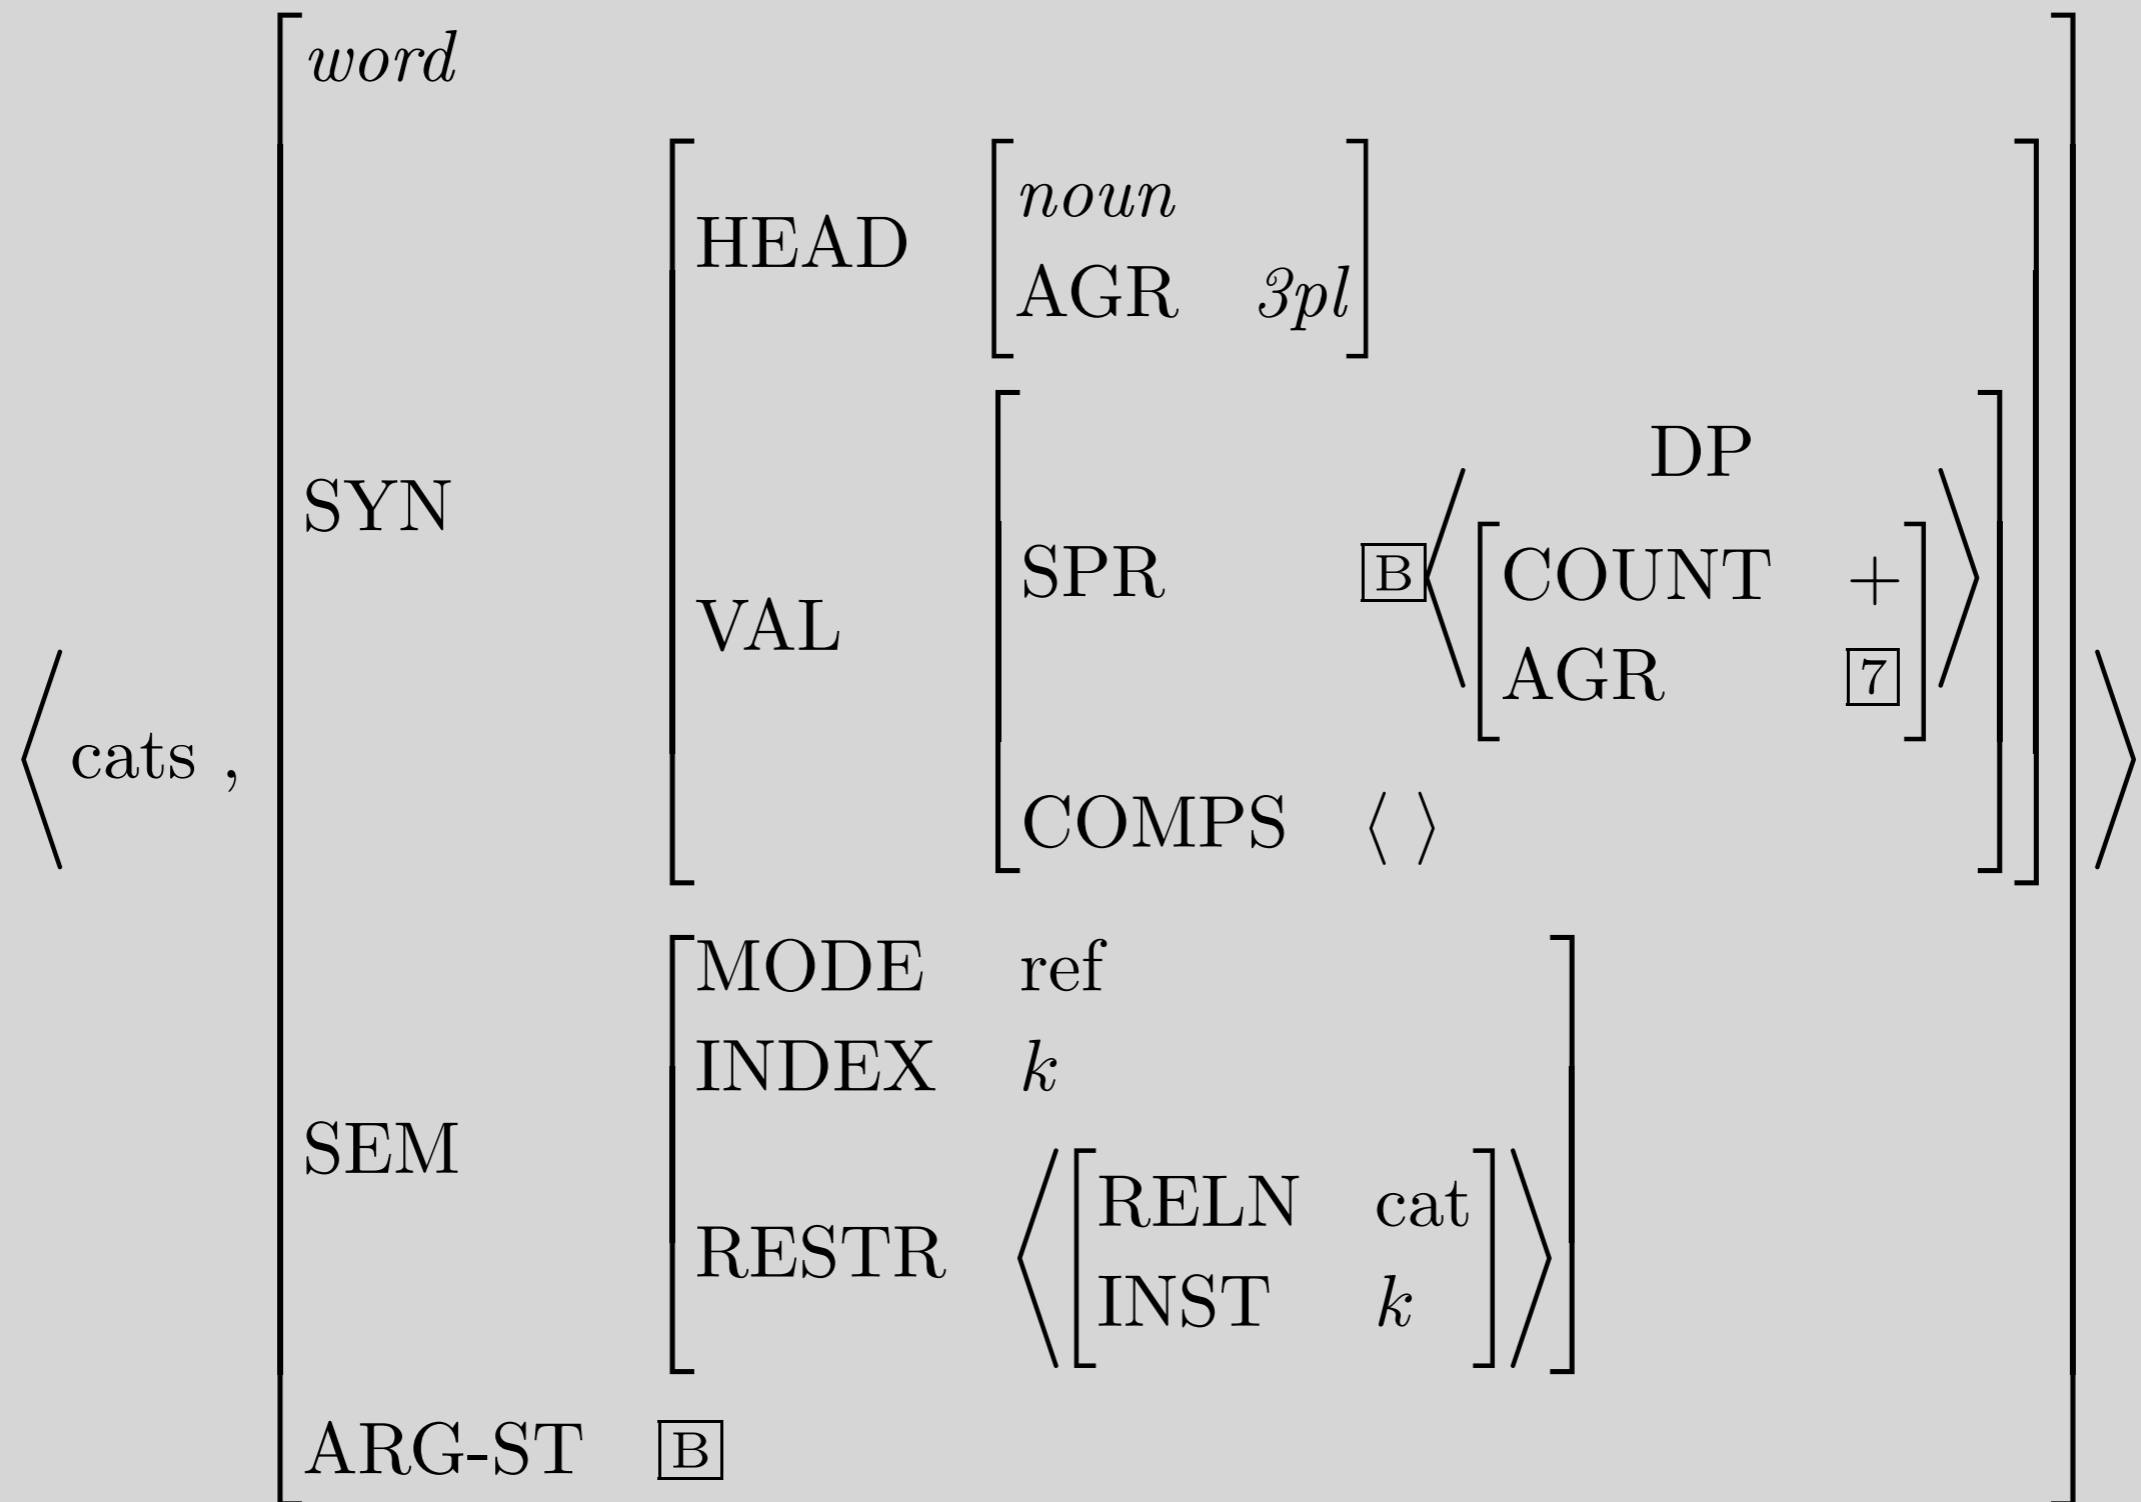 word
HEAD noun
AGR 3pl
DP
SYN
SPR B COUNT +
VAL
AGR 7
⟨ cats ,
COMPS ⟨ ⟩
MODE ref
INDEX k
SEM
RELN cat
RESTR
INST k
ARG-ST B